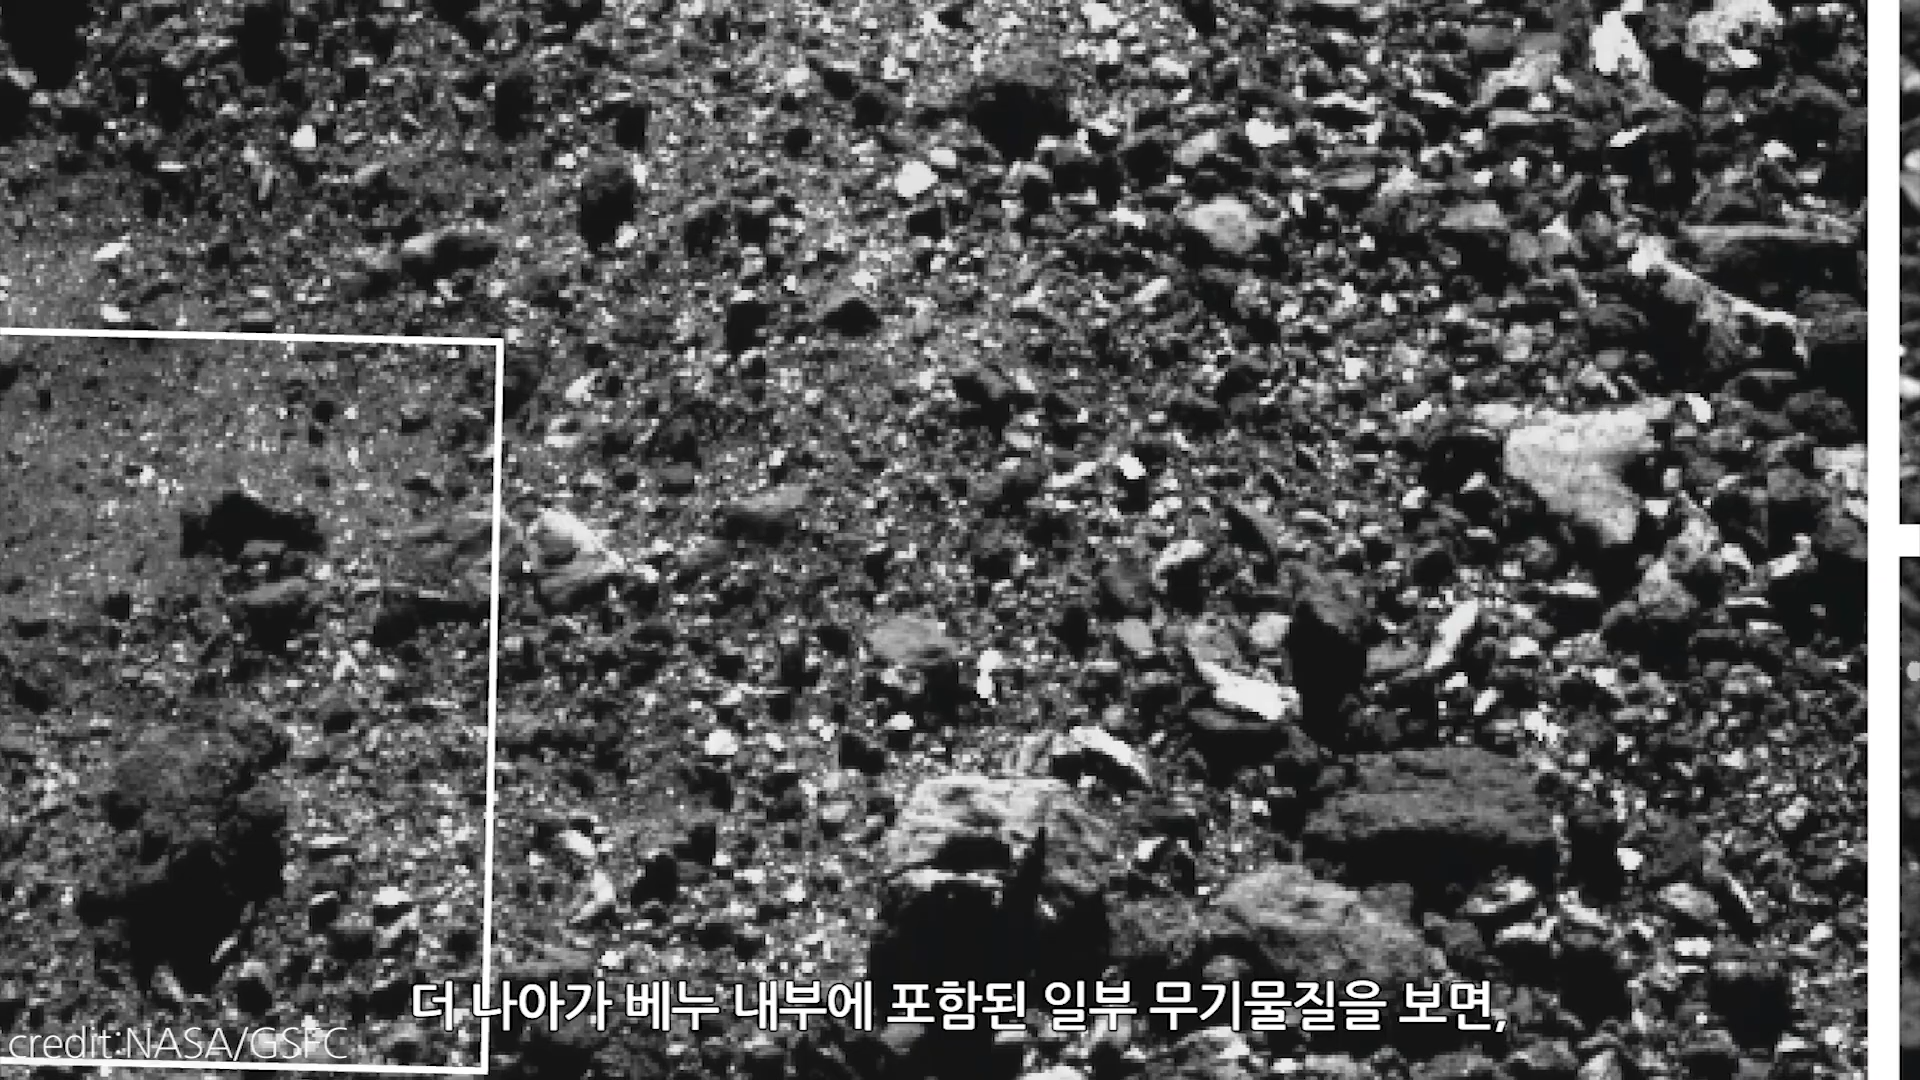 더 나아가 베누 내부에 포함된 일부 무기물질을 보면,
credit:NASA/GSFC